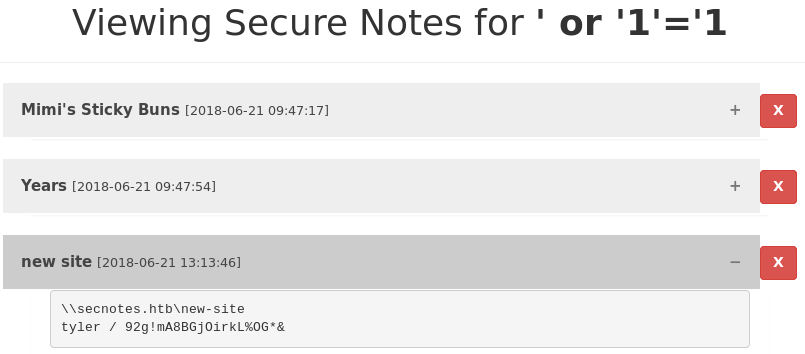 Viewing Secure Notes for ' or '1'='1
Mimi's Sticky Buns [2018-06-21 09:47:17] + X
Years [2018-06-21 09:47:54] + X
new site [2018-06-21 13:13:46] − X
\\secnotes.htb\new-site
tyler / 92g!mA8BGjOirkL%OG*&